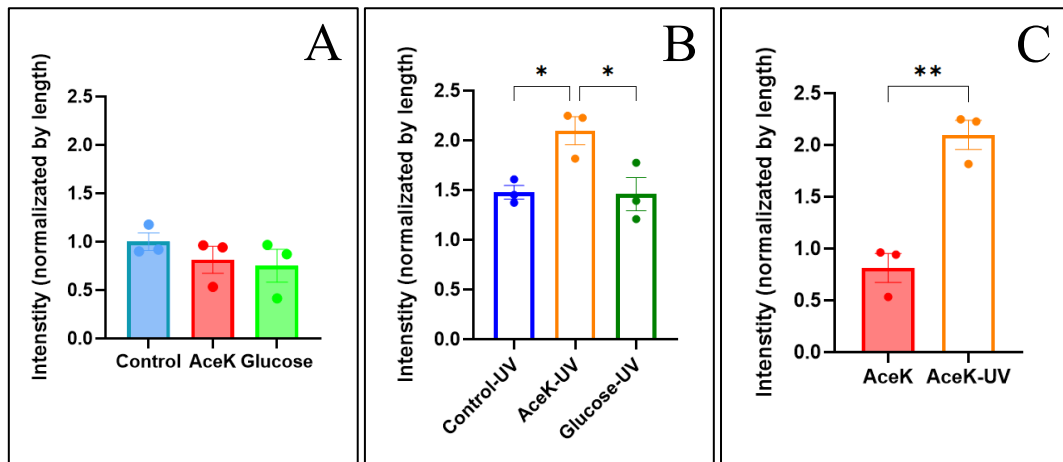 A
Intenstity (normalizated by length)
2.5
2.0
1.5
1.0
0.5
0.0
Control AceK Glucose
B
Intenstity (normalizated by length)
* *
2.5
2.0
1.5
1.0
0.5
0.0
Control-UV
AceK-UV
Glucose-UV
C
Intenstity (normalizated by length)
**
2.5
2.0
1.5
1.0
0.5
0.0
AceK AceK-UV